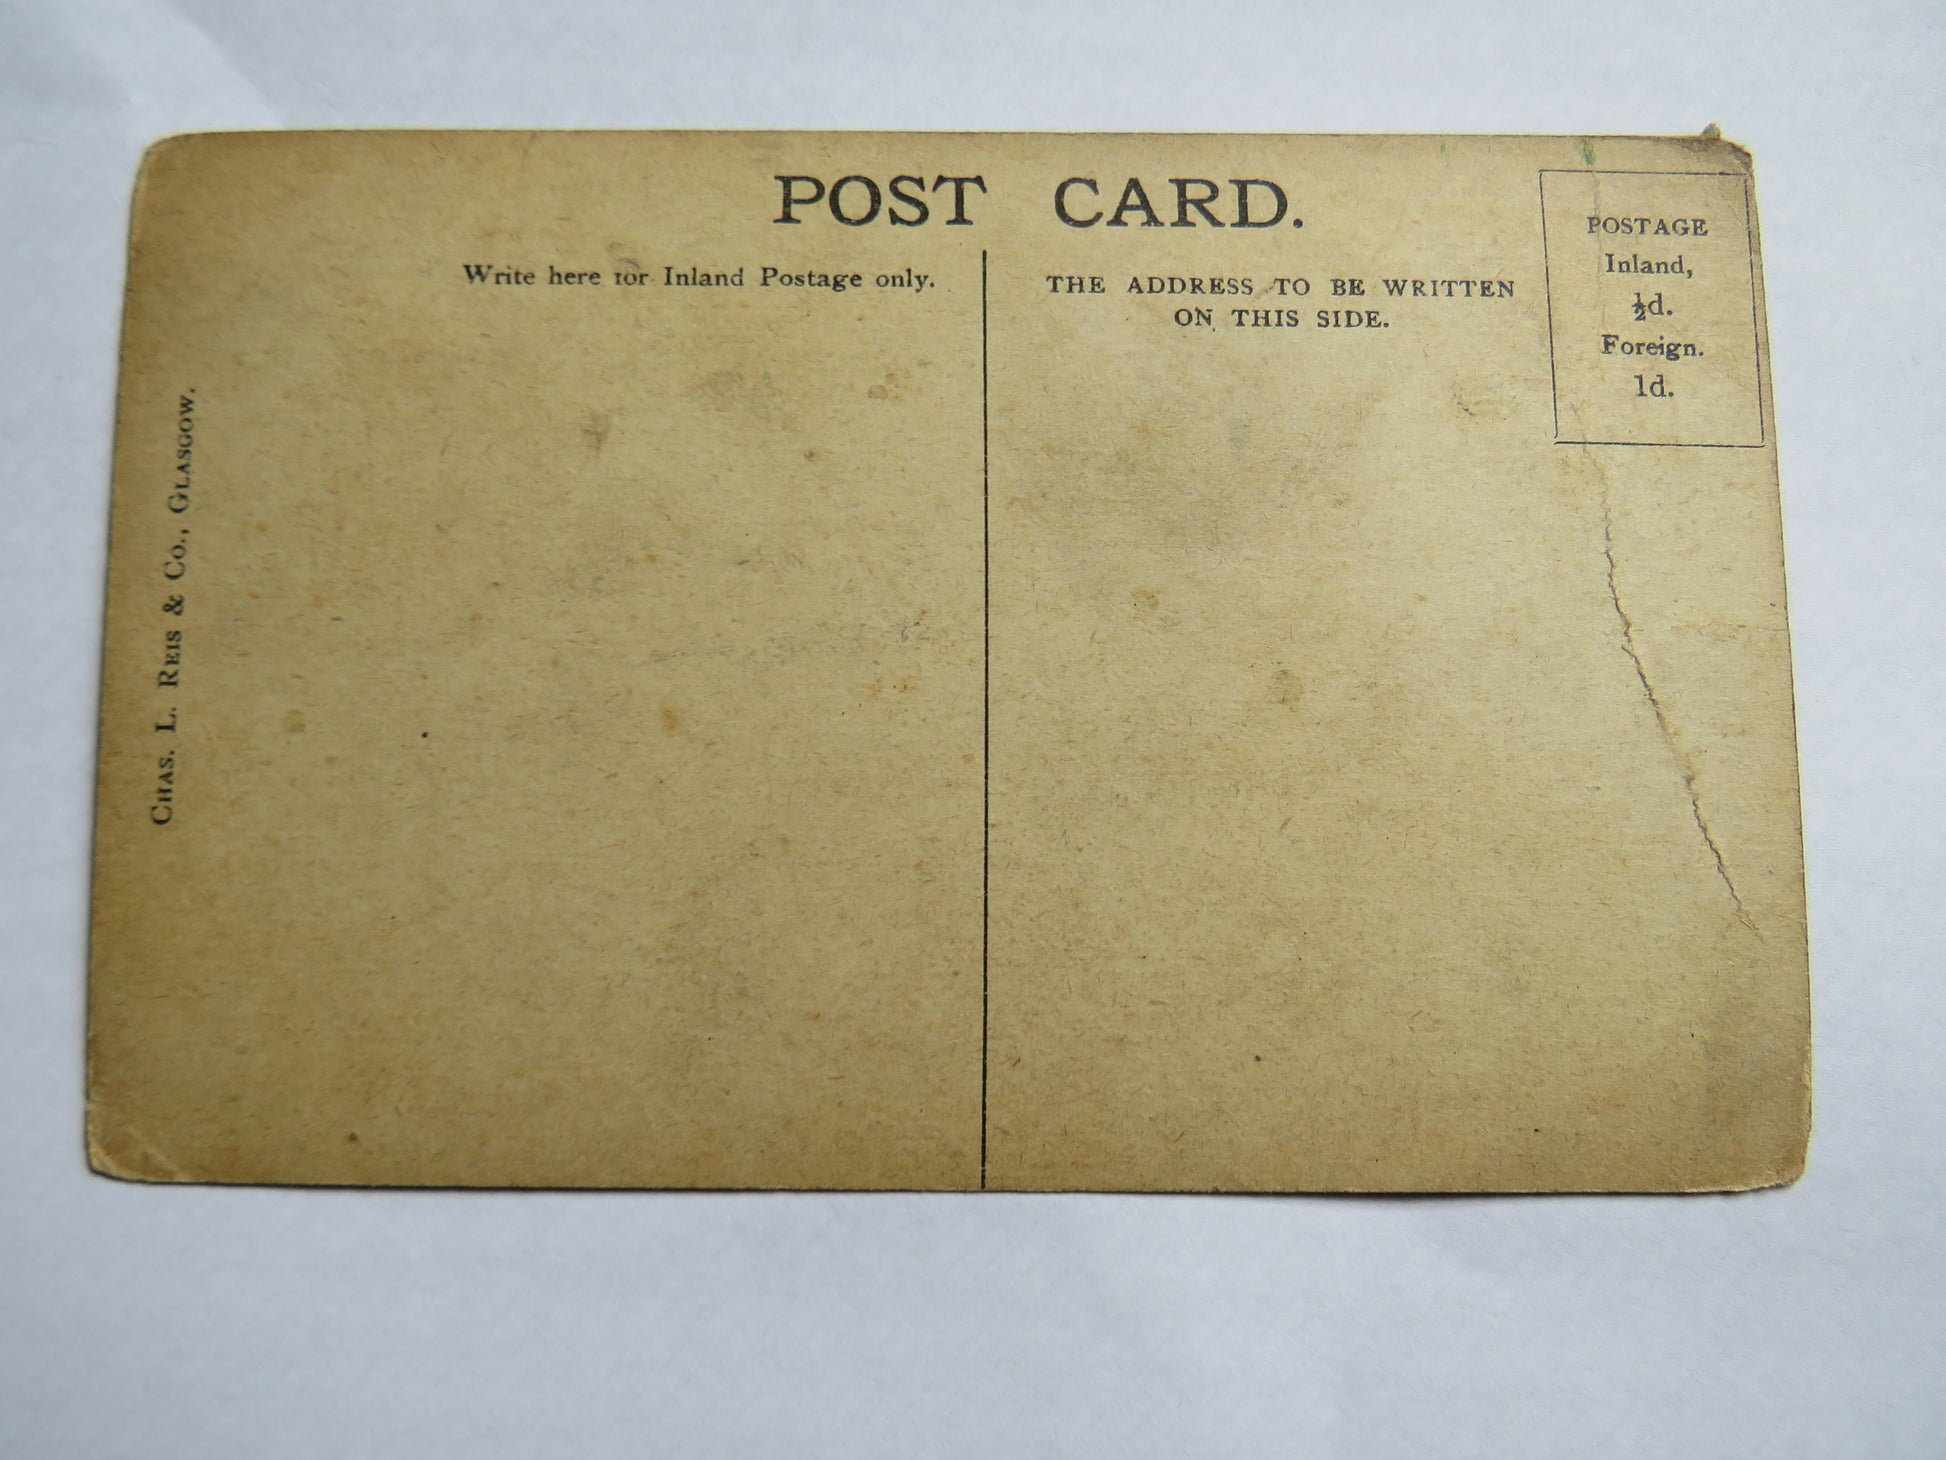 POST CARD.
Write here for Inland Postage only.
THE ADDRESS TO BE WRITTEN
ON THIS SIDE.
POSTAGE
Inland,
½d.
Foreign.
1d.
CHAS. L. REIS & CO., GLASGOW.